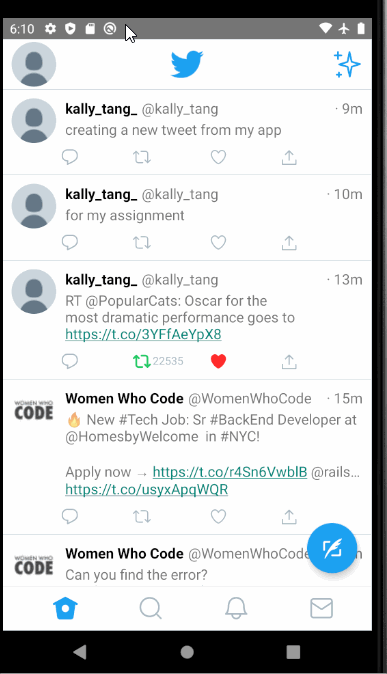 6:10
kally_tang_ @kally_tang · 9m
creating a new tweet from my app
kally_tang_ @kally_tang · 10m
for my assignment
kally_tang_ @kally_tang · 13m
RT @PopularCats: Oscar for the
most dramatic performance goes to
https://t.co/3YFfAeYpX8
22535
WOMEN WHO
CODE
Women Who Code @WomenWhoCode · 15m
🔥 New #Tech Job: Sr #BackEnd Developer at
@HomesbyWelcome in #NYC!
Apply now → https://t.co/r4Sn6VwblB @rails...
https://t.co/usyxApqWQR
WOMEN WHO
CODE
Women Who Code @WomenWhoCode
Can you find the error?